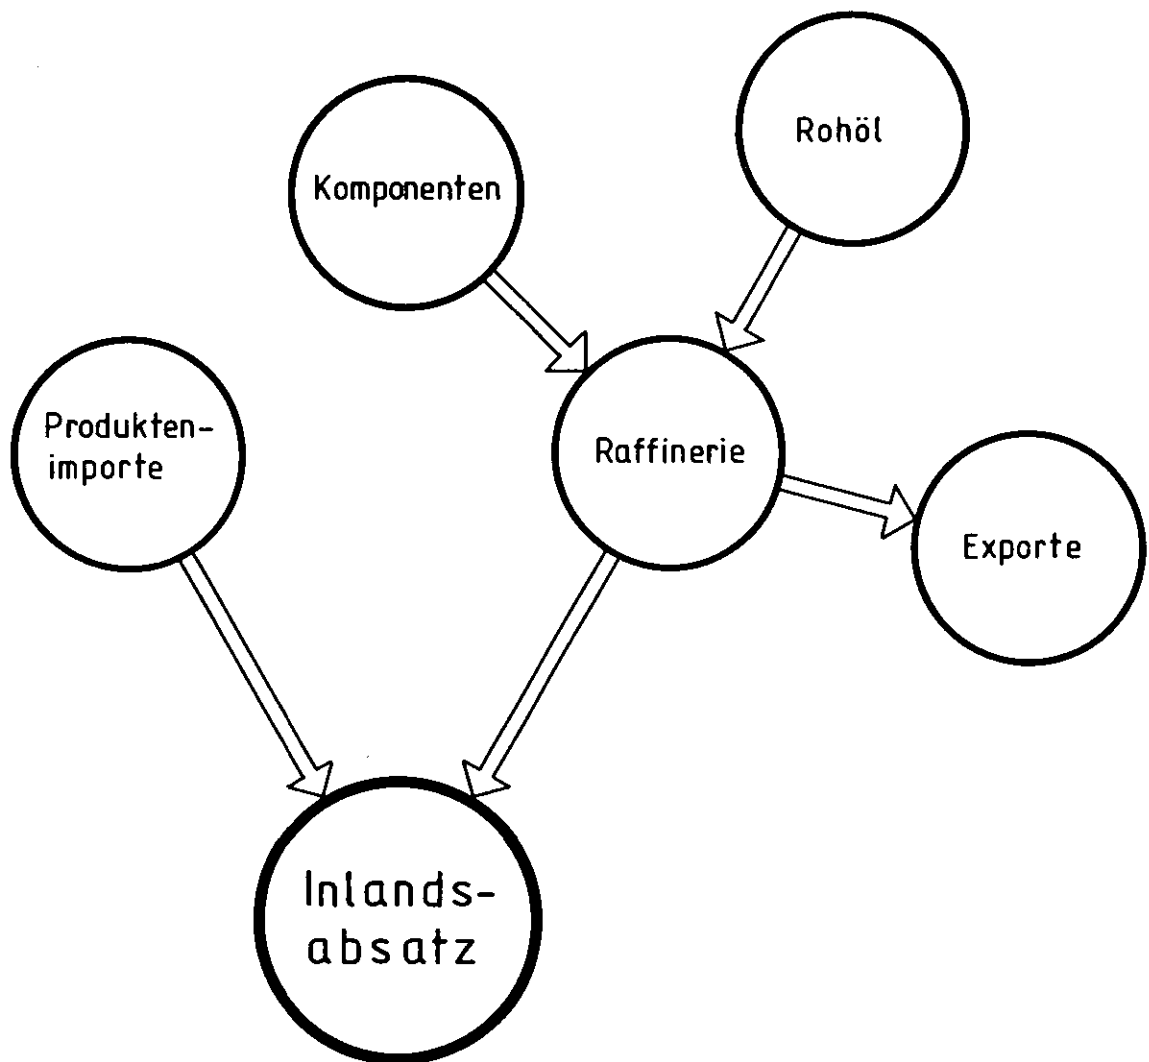 Rohöl
Komponenten
Produkten-
importe
Raffinerie
Exporte
Inlands-
absatz